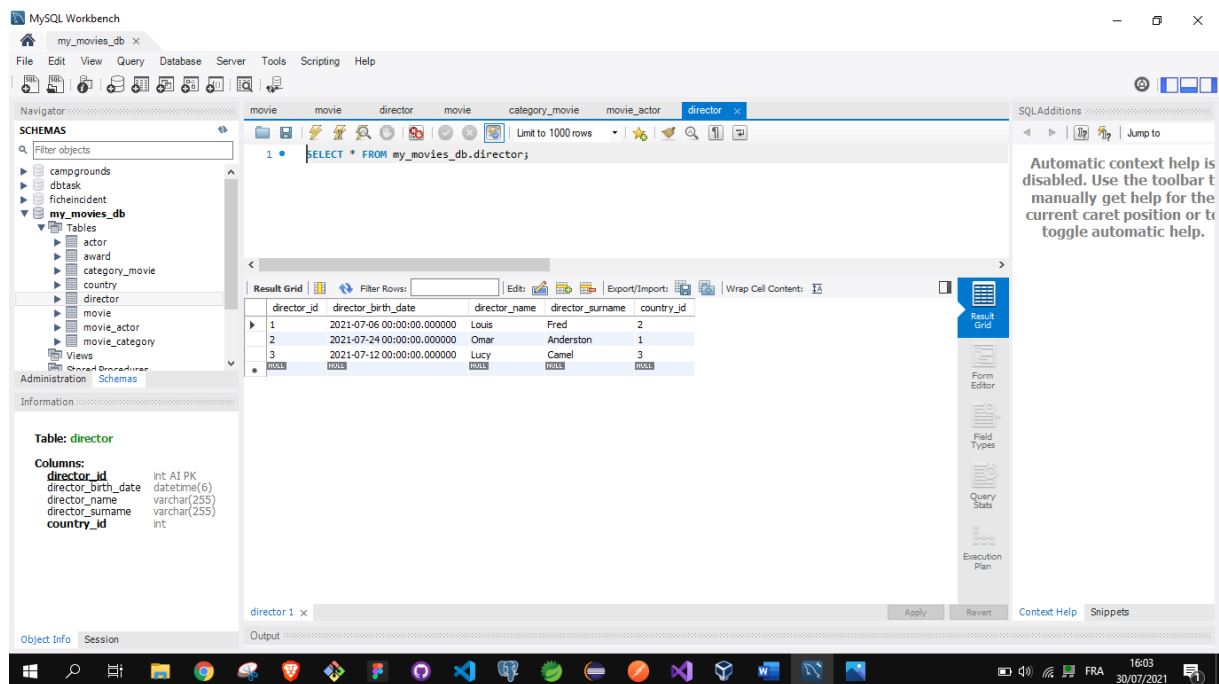 MySQL Workbench
my_movies_db
File Edit View Query Database Server Tools Scripting Help
Navigator
SCHEMAS
Filter objects
campgrounds
dbtask
ficheincident
my_movies_db
Tables
actor
award
category_movie
country
director
movie
movie_actor
movie_category
Views
Stored Procedures
Administration Schemas
Information
Table: director
Columns:
director_id int AI PK
director_birth_date datetime(6)
director_name varchar(255)
director_surname varchar(255)
country_id int
Object Info Session
movie movie director movie category_movie movie_actor director
Limit to 1000 rows
1 SELECT * FROM my_movies_db.director;
Result Grid Filter Rows: Edit: Export/Import: Wrap Cell Content:
director_id director_birth_date director_name director_surname country_id
1 2021-07-06 00:00:00.000000 Louis Fred 2
2 2021-07-24 00:00:00.000000 Omar Anderston 1
3 2021-07-12 00:00:00.000000 Lucy Camel 3
NULL NULL NULL NULL NULL
Result
Grid
Form
Editor
Field
Types
Query
Stats
Execution
Plan
director 1 Apply Revert
Output
SQLAdditions
Jump to
Automatic context help is
disabled. Use the toolbar t
manually get help for the
current caret position or to
toggle automatic help.
Context Help Snippets
FRA
16:03
30/07/2021